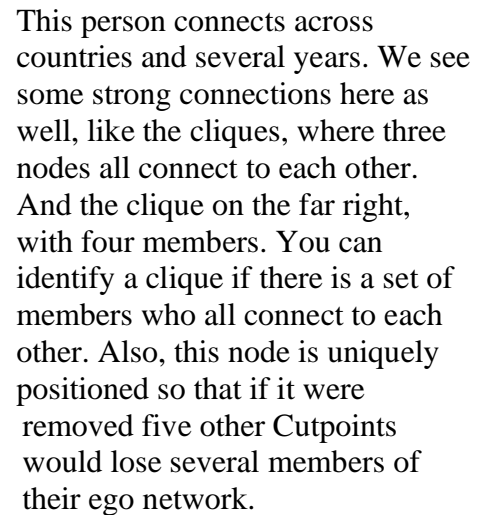 This person connects across
countries and several years. We see
some strong connections here as
well, like the cliques, where three
nodes all connect to each other.
And the clique on the far right,
with four members. You can
identify a clique if there is a set of
members who all connect to each
other. Also, this node is uniquely
positioned so that if it were
removed five other Cutpoints
would lose several members of
their ego network.